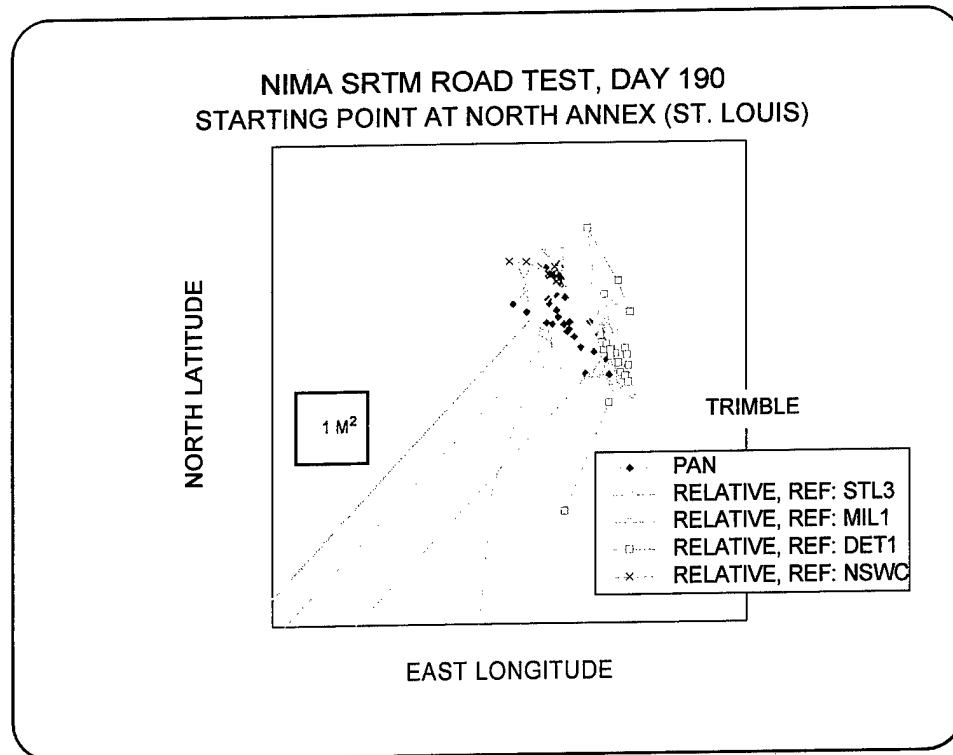 NIMA SRTM ROAD TEST, DAY 190
STARTING POINT AT NORTH ANNEX (ST. LOUIS)
NORTH LATITUDE
1 M²
TRIMBLE
PAN
RELATIVE, REF: STL3
RELATIVE, REF: MIL1
RELATIVE, REF: DET1
RELATIVE, REF: NSWC
EAST LONGITUDE